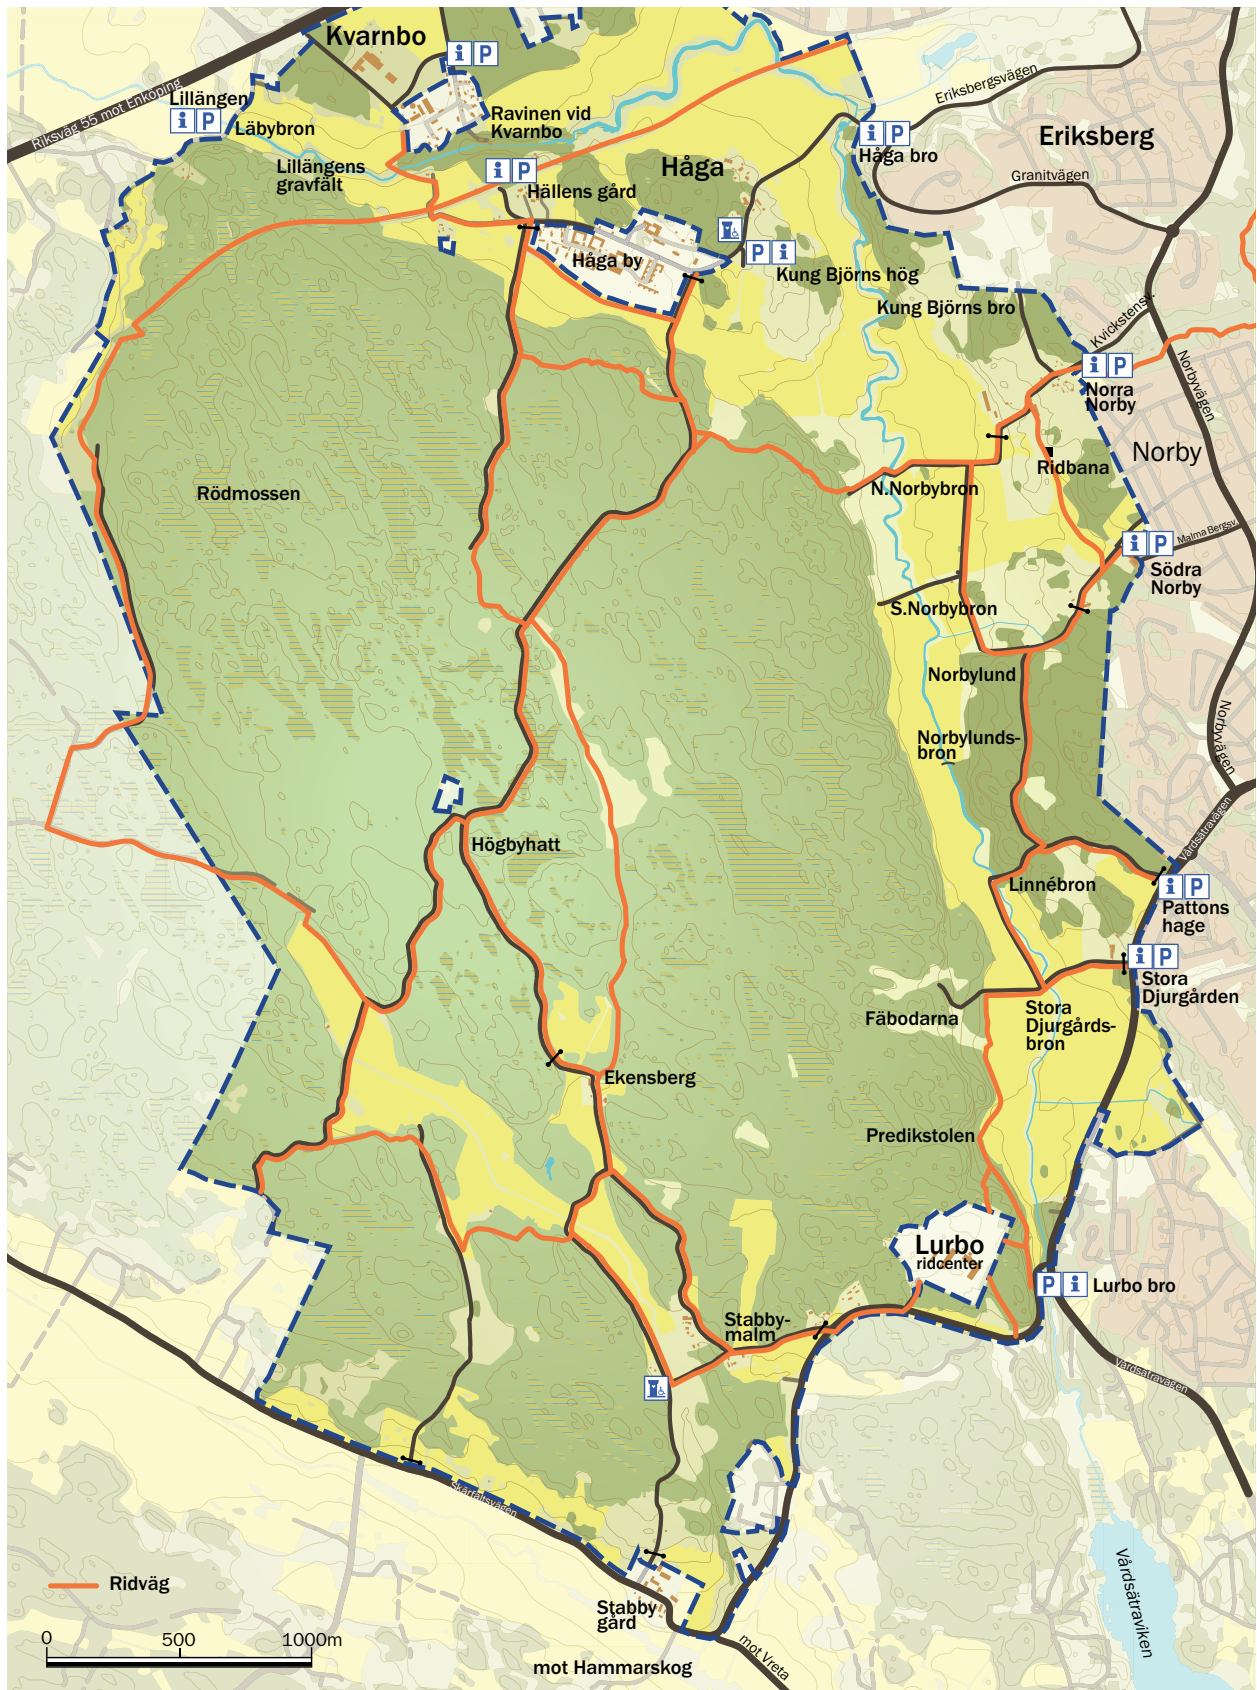 Kvarnbo
i P
Riksväg 55 mot Enköping
Lillängen
i P
Läbybron
Ravinen vid
Kvarnbo
Eriksbergsvägen
Eriksberg
i P
Håga bro
Granitvägen
Lillängens
gravfält
i P
Hällens gård
Håga
Håga by
P i
Kung Björns hög
Kung Björns bro
Kvickstensv.
i P
Norra
Norby
Norbyvägen
Norby
Ridbana
Rödmossen
N.Norbybron
Malma Bergsv.
i P
Södra
Norby
S.Norbybron
Norbylund
Norbylunds-
bron
Norbyvägen
Vårdsätravägen
Högbyhatt
Linnébron
i P
Pattons
hage
i P
Stora
Djurgården
Fäbodarna
Stora
Djurgårds-
bron
Ekensberg
Predikstolen
Lurbo
ridcenter
P i
Lurbo bro
Stabby-
malm
Vårdsätravägen
Skärfältsvägen
Vårdsätraviken
Ridväg
Stabby
gård
0 500 1000m
mot Hammarskog
mot Vreta